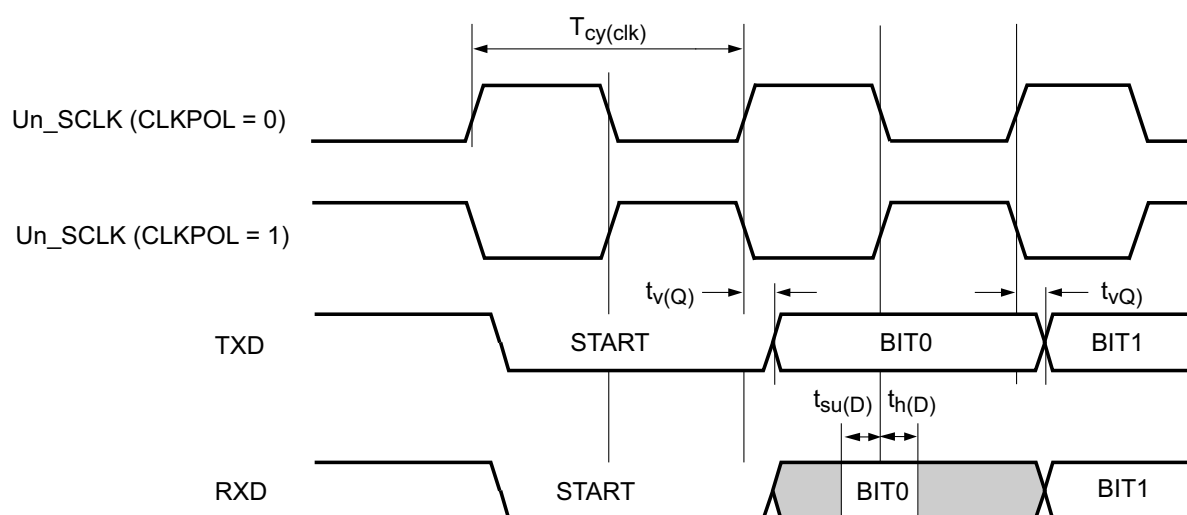 Tcy(clk)
Un_SCLK (CLKPOL = 0)
Un_SCLK (CLKPOL = 1)
tv(Q)
tvQ)
TXD
START
BIT0
BIT1
tsu(D)
th(D)
RXD
START
BIT0
BIT1